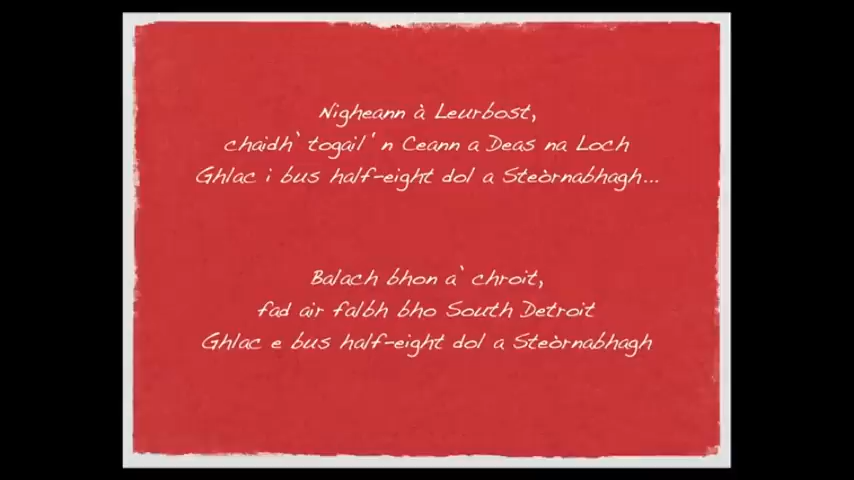 Nigheann à Leurbost,
chaidh` togail' n Ceann a Deas na Loch
Ghlac i bus half-eight dol a Steòrnabhagh...
Balach bhon a` chroit,
fad air falbh bho South Detroit
Ghlac e bus half-eight dol a Steòrnabhagh